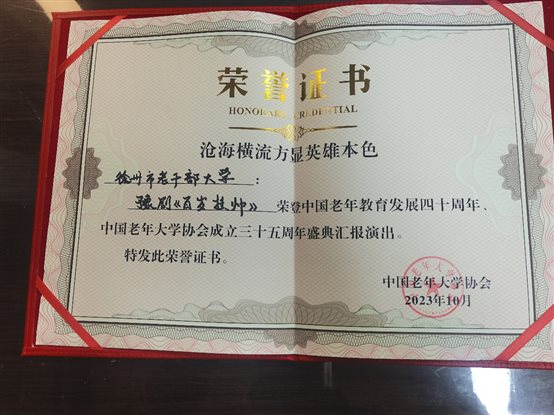 荣誉证书
HONORARY CREDENTIAL
沧海横流方显英雄本色
徐州市老干部大学：
豫剧《百岁挂帅》荣登中国老年教育发展四十周年、
中国老年大学协会成立三十五周年盛典汇报演出。
特发此荣誉证书。
中国老年大学协会
2023年10月